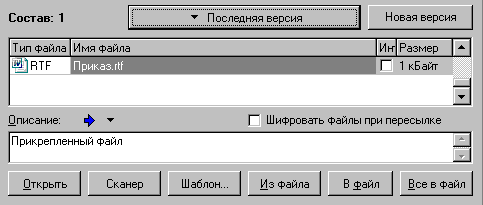 Состав: 1 Последняя версия Новая версия
Тип файла Имя файла Инт Размер
RTF Приказ.rtf 1 кБайт
Описание: Шифровать файлы при пересылке
Прикрепленный файл
Открыть Сканер Шаблон... Из файла В файл Все в файл